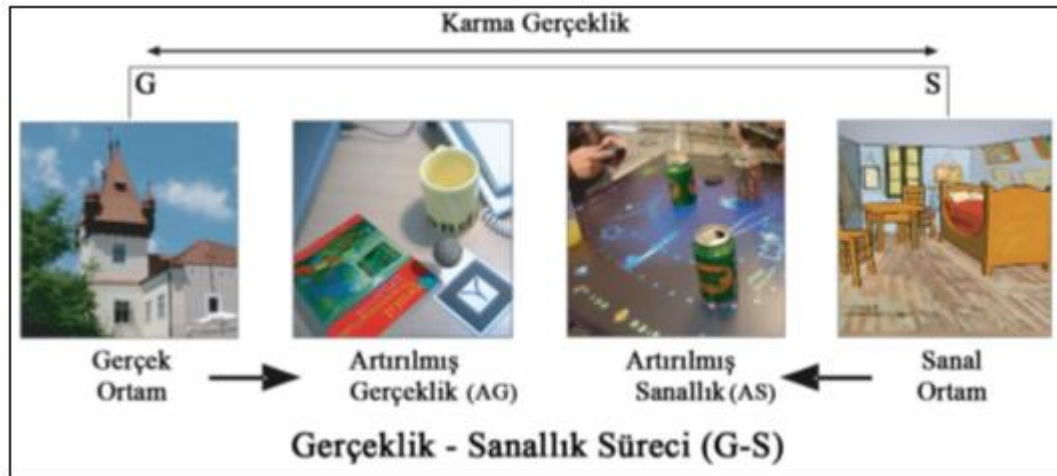 Karma Gerçeklik
G
S
Gerçek
Ortam
Artırılmış
Gerçeklik (AG)
Artırılmış
Sanallık (AS)
Sanal
Ortam
Gerçeklik - Sanallık Süreci (G-S)